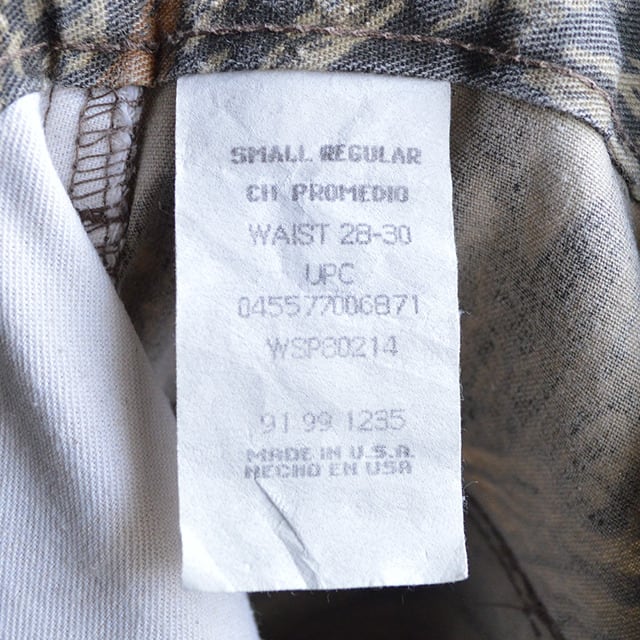 SMALL REGULAR
CH PROMEDIO
WAIST 28-30
UPC
045577006871
WSP80214
91 99 1235
MADE IN U.S.A.
HECHO EN USA